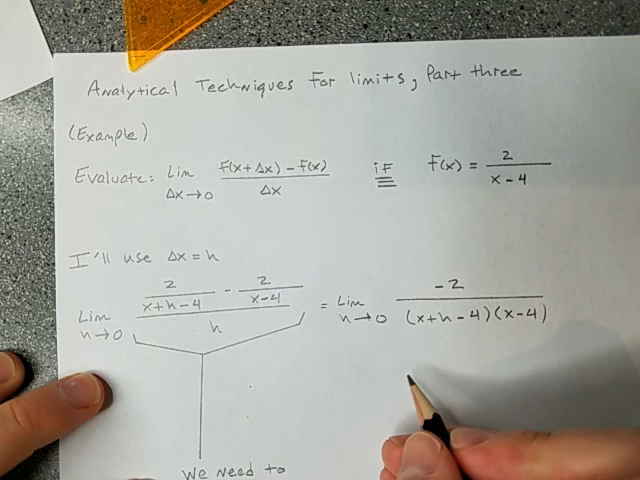 Analytical Techniques For limits, Part three
(Example)
Evaluate: Lim Δx→0 (F(x+Δx) − F(x))/Δx if F(x) = 2/(x−4)
I'll use Δx = h
Lim h→0 (2/(x+h−4) − 2/(x−4))/h = Lim h→0 −2/((x+h−4)(x−4))
We need to